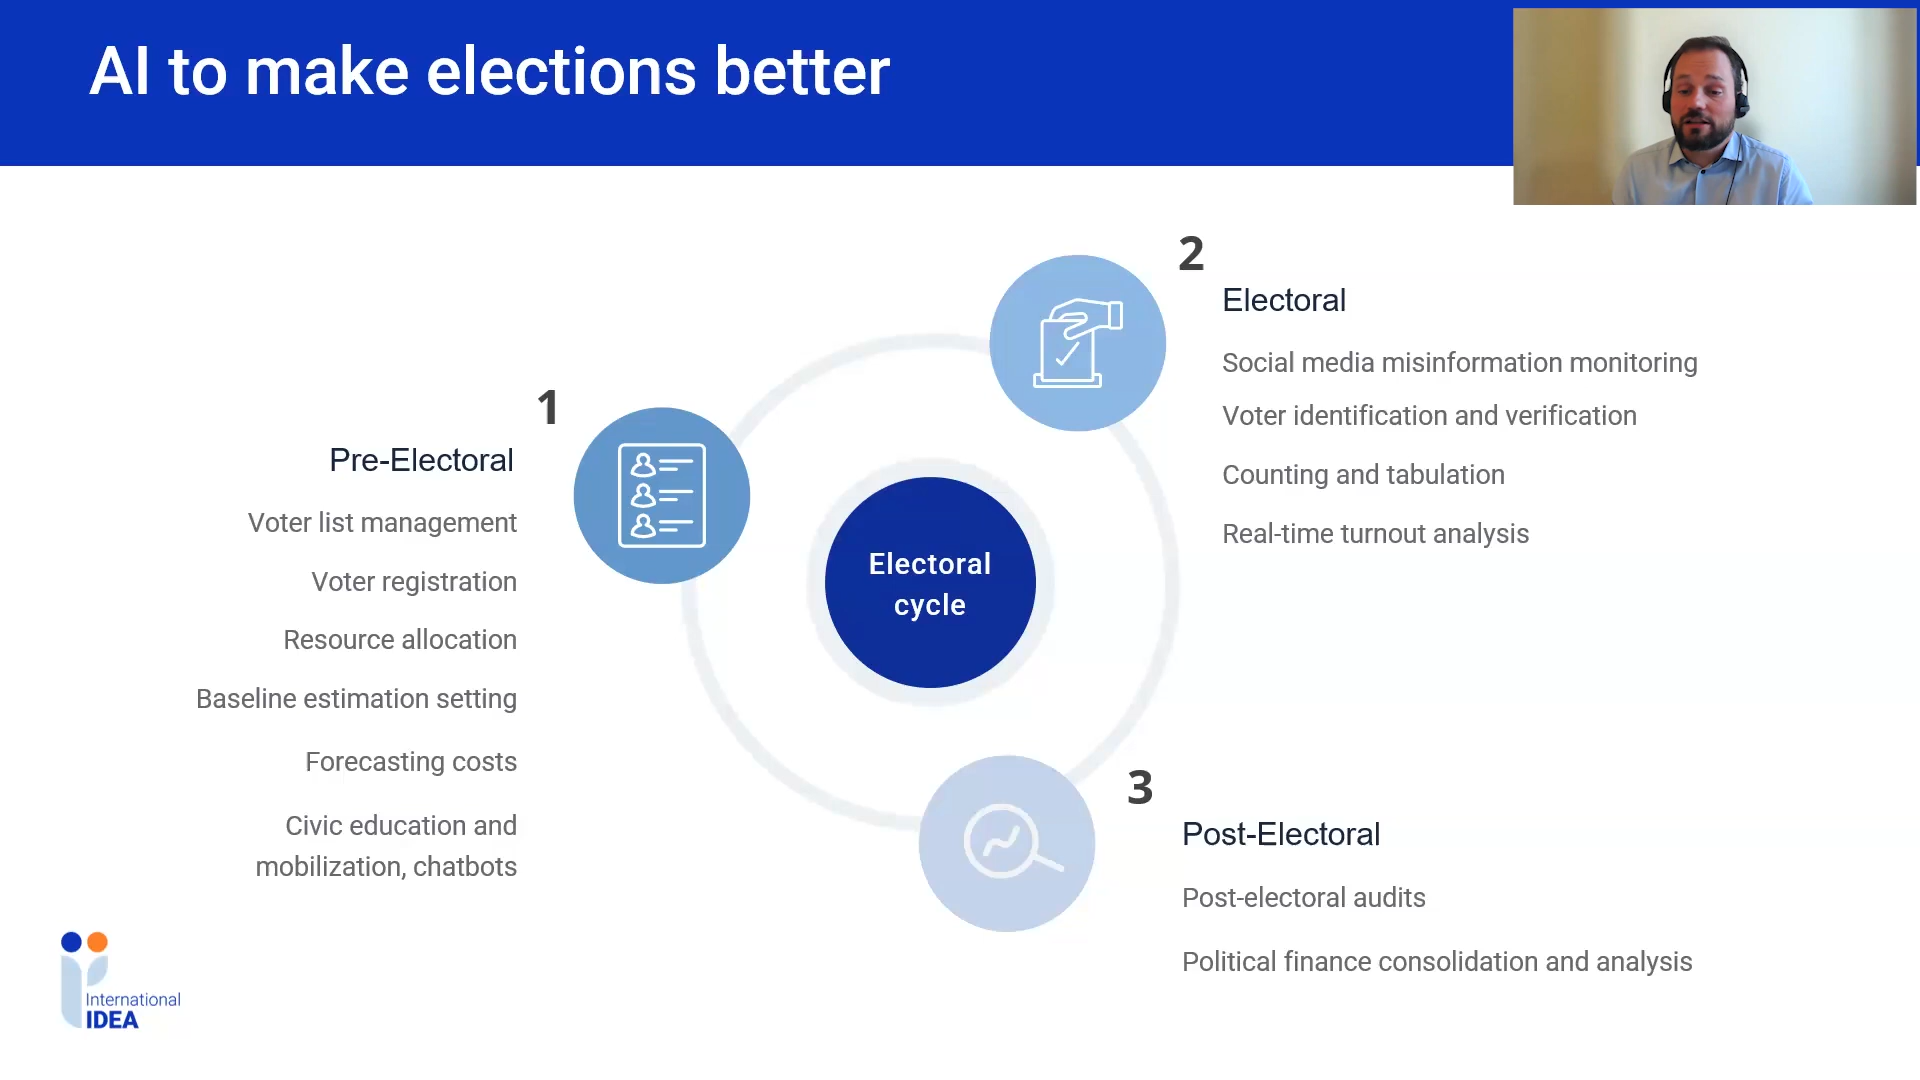 AI to make elections better
1
Pre-Electoral
Voter list management
Voter registration
Resource allocation
Baseline estimation setting
Forecasting costs
Civic education and
mobilization, chatbots
Electoral
cycle
2
Electoral
Social media misinformation monitoring
Voter identification and verification
Counting and tabulation
Real-time turnout analysis
3
Post-Electoral
Post-electoral audits
Political finance consolidation and analysis
International
IDEA